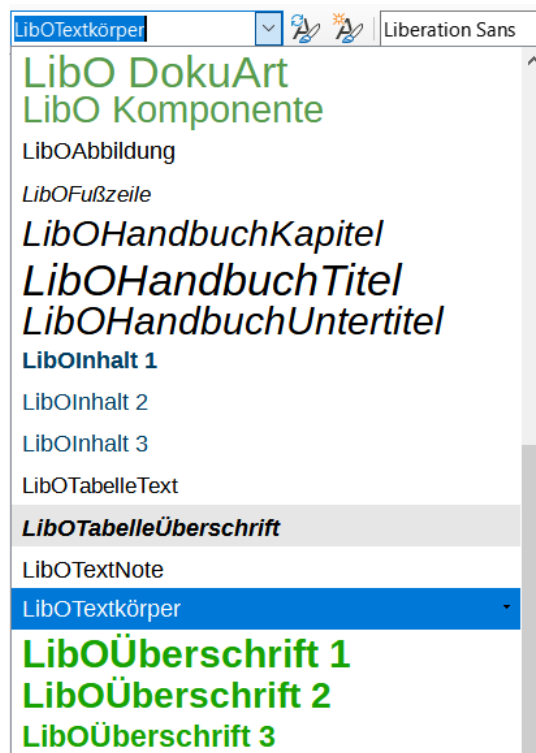 LibOTextkörper Liberation Sans
LibO DokuArt
LibO Komponente
LibOAbbildung
LibOFußzeile
LibOHandbuchKapitel
LibOHandbuchTitel
LibOHandbuchUntertitel
LibOInhalt 1
LibOInhalt 2
LibOInhalt 3
LibOTabelleText
LibOTabelleÜberschrift
LibOTextNote
LibOTextkörper
LibOÜberschrift 1
LibOÜberschrift 2
LibOÜberschrift 3